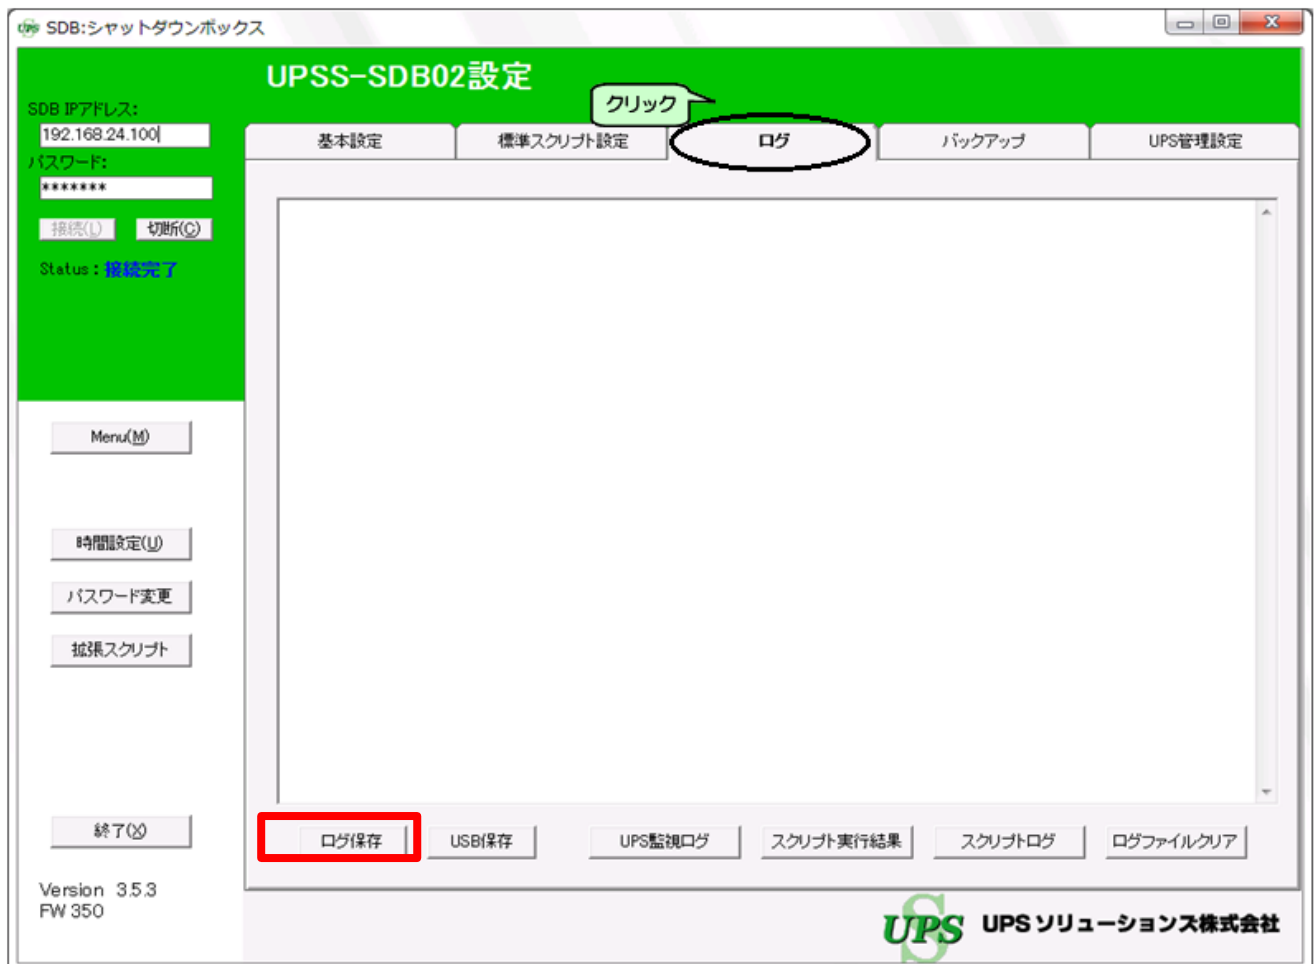 SDB:シャットダウンボックス
UPSS-SDB02設定
クリック
SDB IPアドレス:
192.168.24.100
パスワード:
*******
接続(L) 切断(C)
Status:接続完了
基本設定 標準スクリプト設定 ログ バックアップ UPS管理設定
Menu(M)
時間設定(U)
パスワード変更
拡張スクリプト
終了(X)
ログ保存 USB保存 UPS監視ログ スクリプト実行結果 スクリプトログ ログファイルクリア
Version 3.5.3
FW 350
UPS UPSソリューションズ株式会社